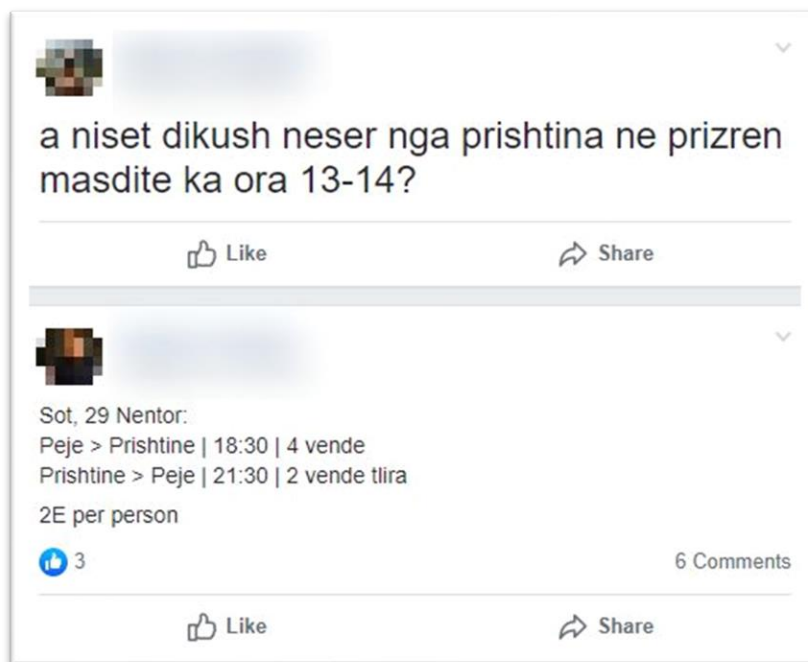 a niset dikush neser nga prishtina ne prizren
masdite ka ora 13-14?
Like Share
Sot, 29 Nentor:
Peje > Prishtine | 18:30 | 4 vende
Prishtine > Peje | 21:30 | 2 vende tlira
2E per person
3 6 Comments
Like Share